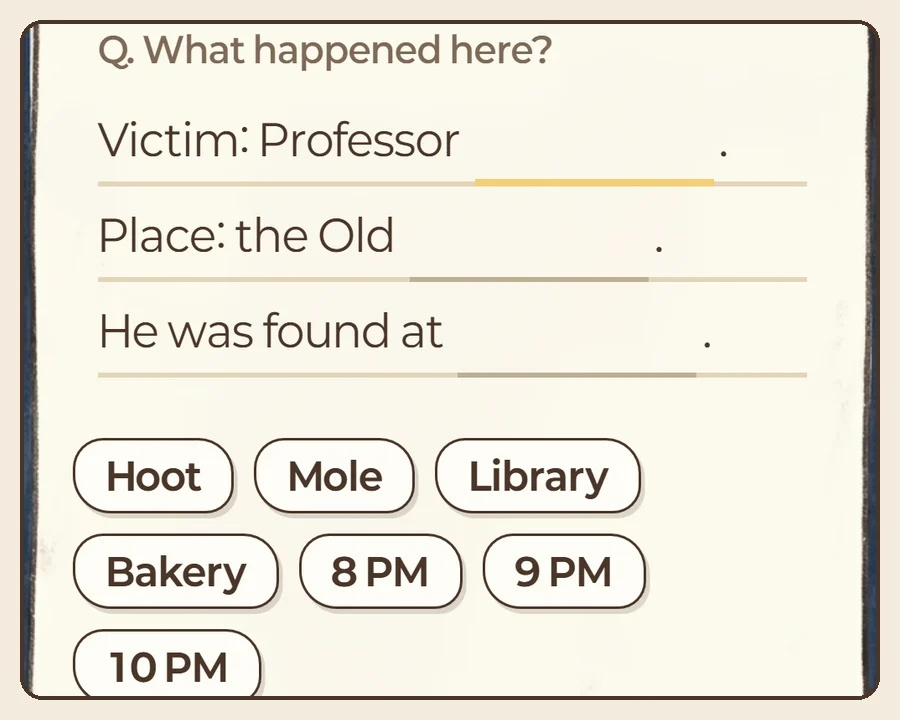 Q. What happened here?
Victim: Professor .
Place: the Old .
He was found at .
Hoot Mole Library
Bakery 8 PM 9 PM
10 PM